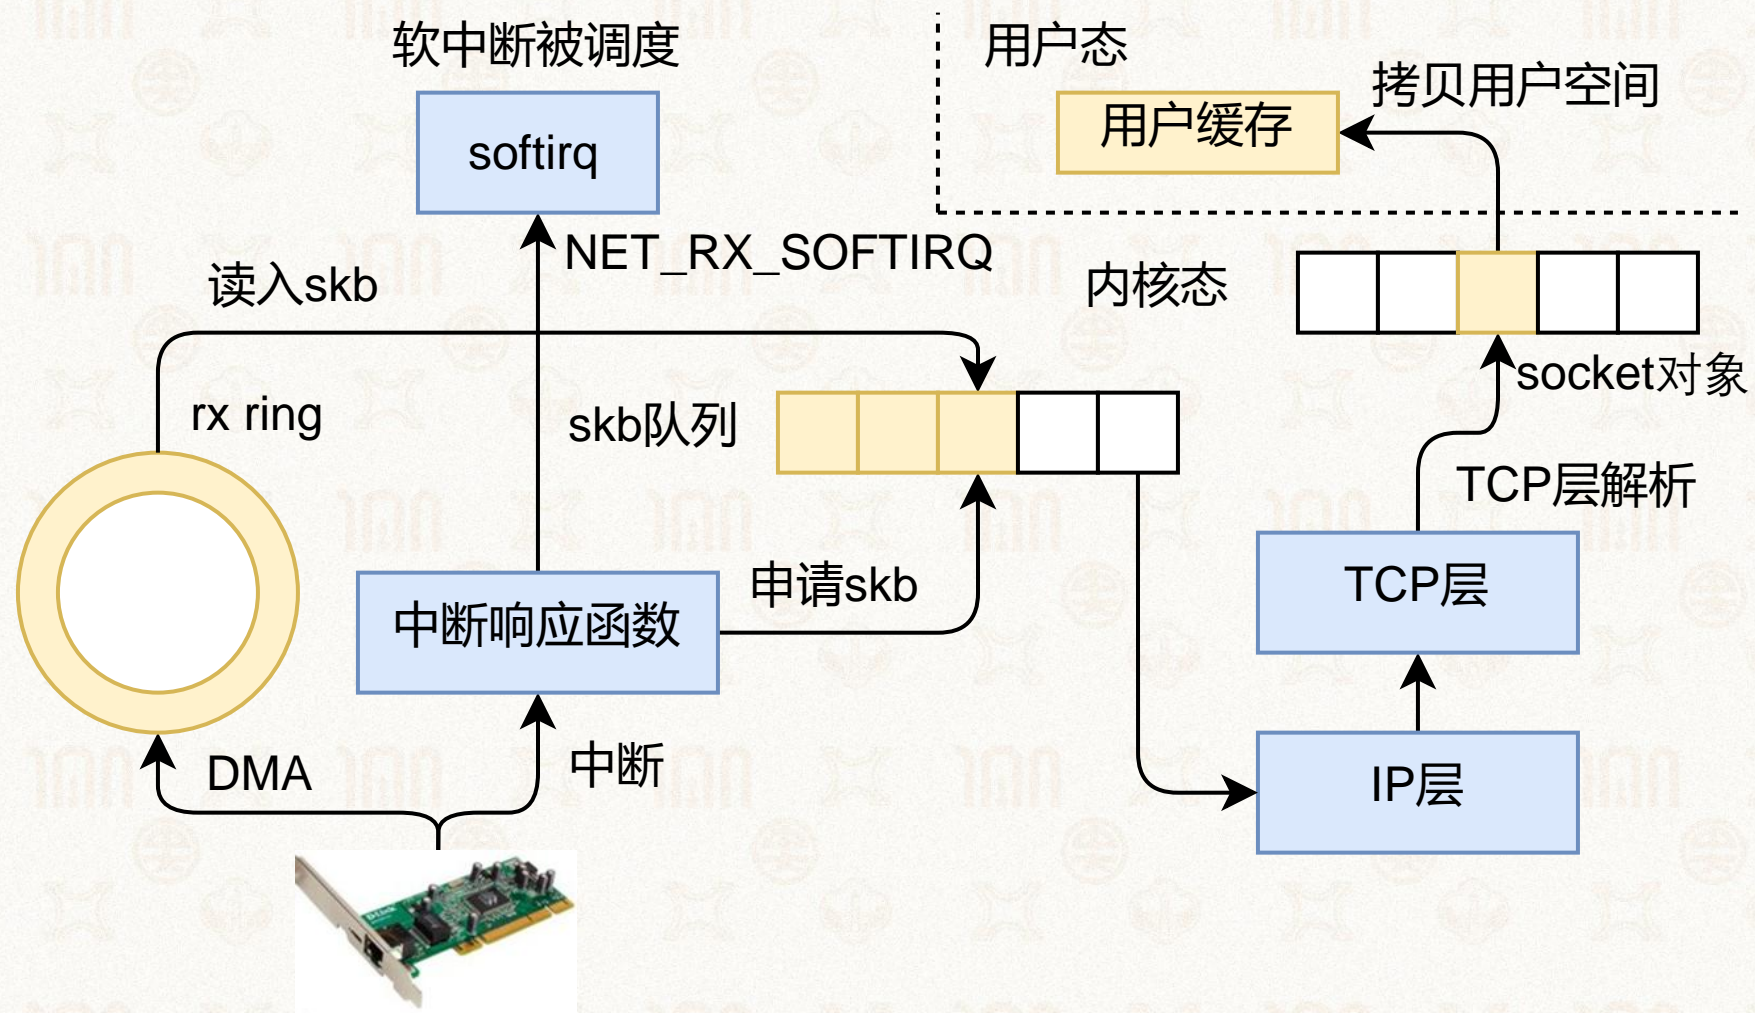 软中断被调度
用户态
拷贝用户空间
用户缓存
softirq
NET_RX_SOFTIRQ
读入skb
内核态
socket对象
rx ring
skb队列
TCP层解析
申请skb
TCP层
中断响应函数
DMA
中断
IP层
D-Link